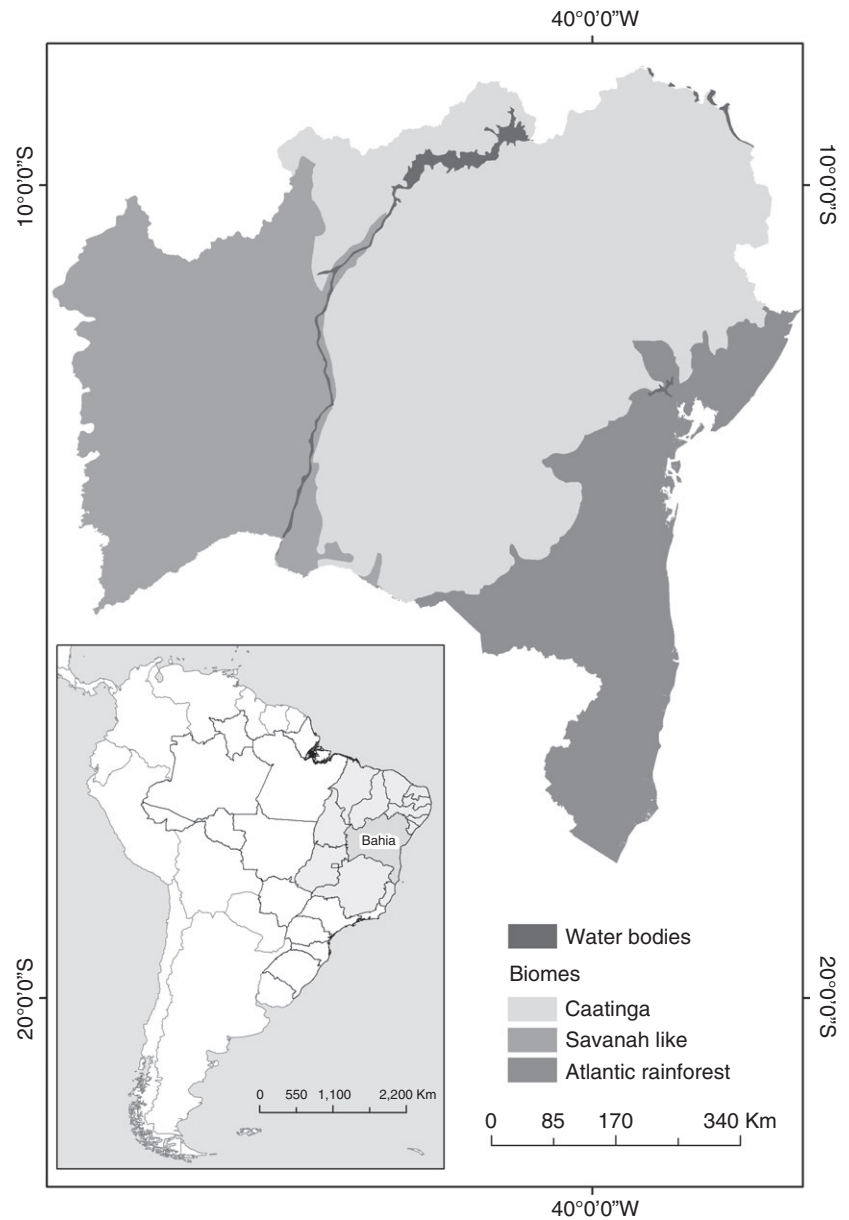 40°0'0"W
10°0'0"S
10°0'0"S
Bahia
Water bodies
Biomes
Caatinga
Savanah like
Atlantic rainforest
20°0'0"S
20°0'0"S
0 550 1,100 2,200 Km
0 85 170 340 Km
40°0'0"W